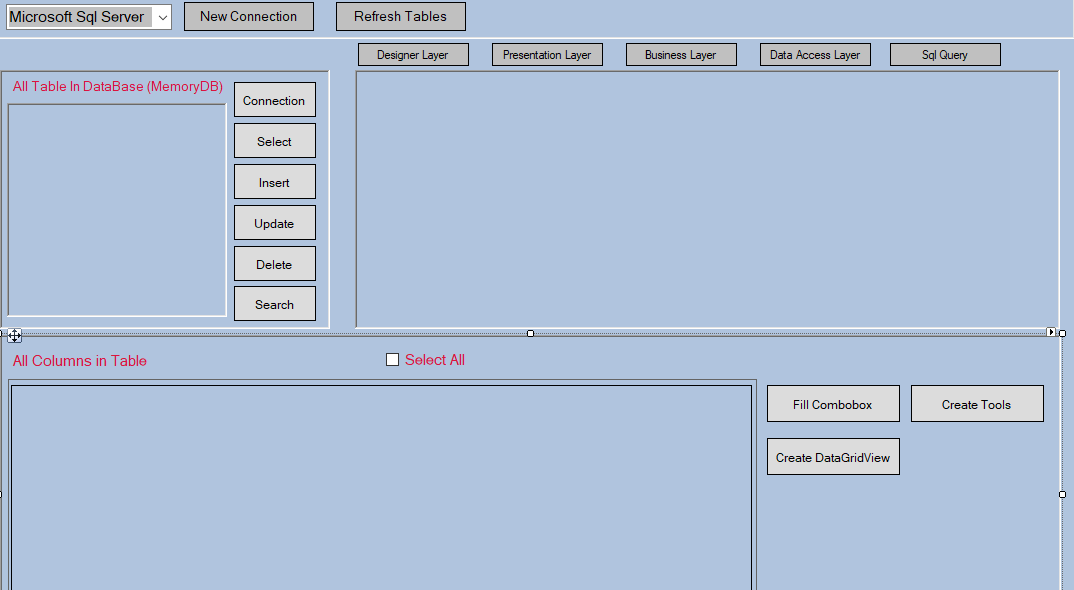 Microsoft Sql Server
New Connection
Refresh Tables
Designer Layer
Presentation Layer
Business Layer
Data Access Layer
Sql Query
All Table In DataBase (MemoryDB)
Connection
Select
Insert
Update
Delete
Search
All Columns in Table
Select All
Fill Combobox
Create Tools
Create DataGridView